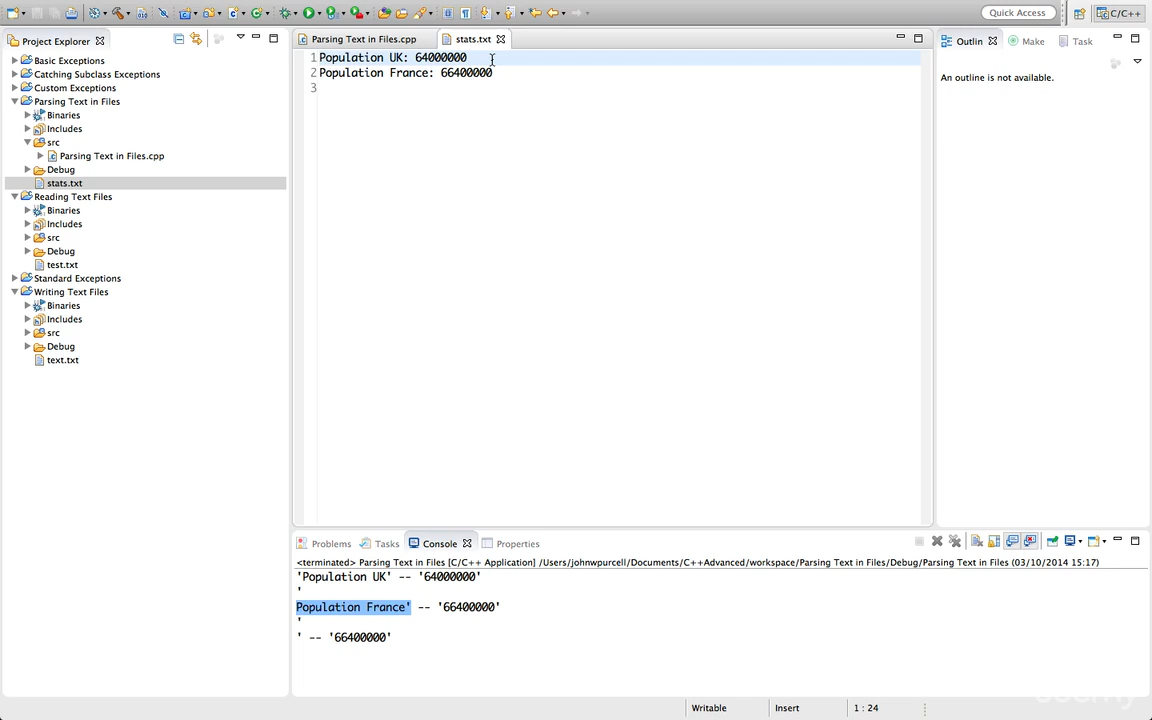 Quick Access
C/C++
Project Explorer
Parsing Text in Files.cpp
stats.txt
Outlin
Make
Task
Basic Exceptions
Catching Subclass Exceptions
Custom Exceptions
Parsing Text in Files
Binaries
Includes
src
Parsing Text in Files.cpp
Debug
stats.txt
Reading Text Files
Binaries
Includes
src
Debug
test.txt
Standard Exceptions
Writing Text Files
Binaries
Includes
src
Debug
text.txt
1 Population UK: 64000000
2 Population France: 66400000
3
An outline is not available.
Problems
Tasks
Console
Properties
<terminated> Parsing Text in Files [C/C++ Application] /Users/johnwpurcell/Documents/C++Advanced/workspace/Parsing Text in Files/Debug/Parsing Text in Files (03/10/2014 15:17)
'Population UK' -- '64000000'
'
Population France' -- '66400000'
'
' -- '66400000'
Writable
Insert
1 : 24